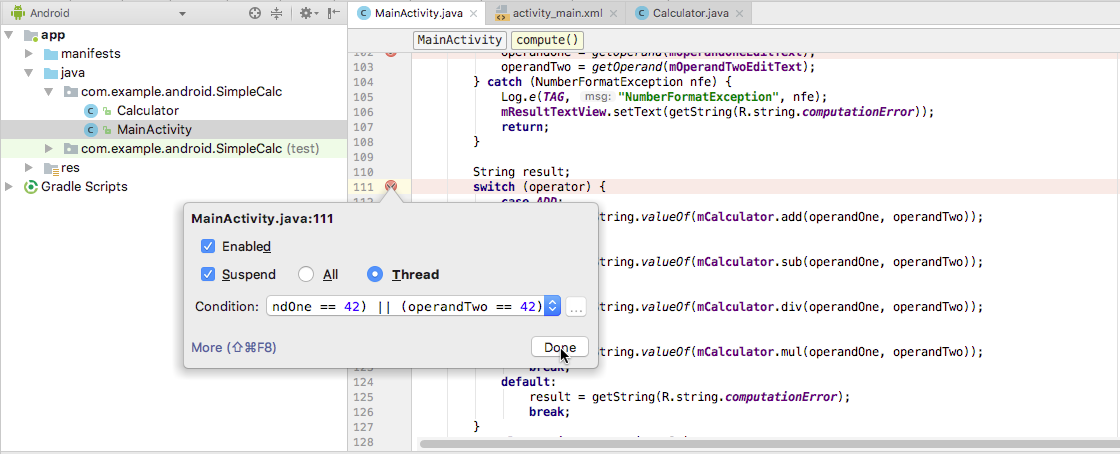 Android
MainActivity.java
activity_main.xml
Calculator.java
app
manifests
java
com.example.android.SimpleCalc
Calculator
MainActivity
com.example.android.SimpleCalc (test)
res
Gradle Scripts
MainActivity
compute()
102 operandOne = getOperand(mOperandOneEditText);
103 operandTwo = getOperand(mOperandTwoEditText);
104 } catch (NumberFormatException nfe) {
105 Log.e(TAG, msg: "NumberFormatException", nfe);
106 mResultTextView.setText(getString(R.string.computationError));
107 return;
108 }
109
110 String result;
111 switch (operator) {
112 case ADD:
String.valueOf(mCalculator.add(operandOne, operandTwo));
String.valueOf(mCalculator.sub(operandOne, operandTwo));
String.valueOf(mCalculator.div(operandOne, operandTwo));
String.valueOf(mCalculator.mul(operandOne, operandTwo));
break;
124 default:
125 result = getString(R.string.computationError);
126 break;
127 }
128
MainActivity.java:111
Enabled
Suspend All Thread
Condition: ndOne == 42) || (operandTwo == 42) ...
More (⇧⌘F8)
Done